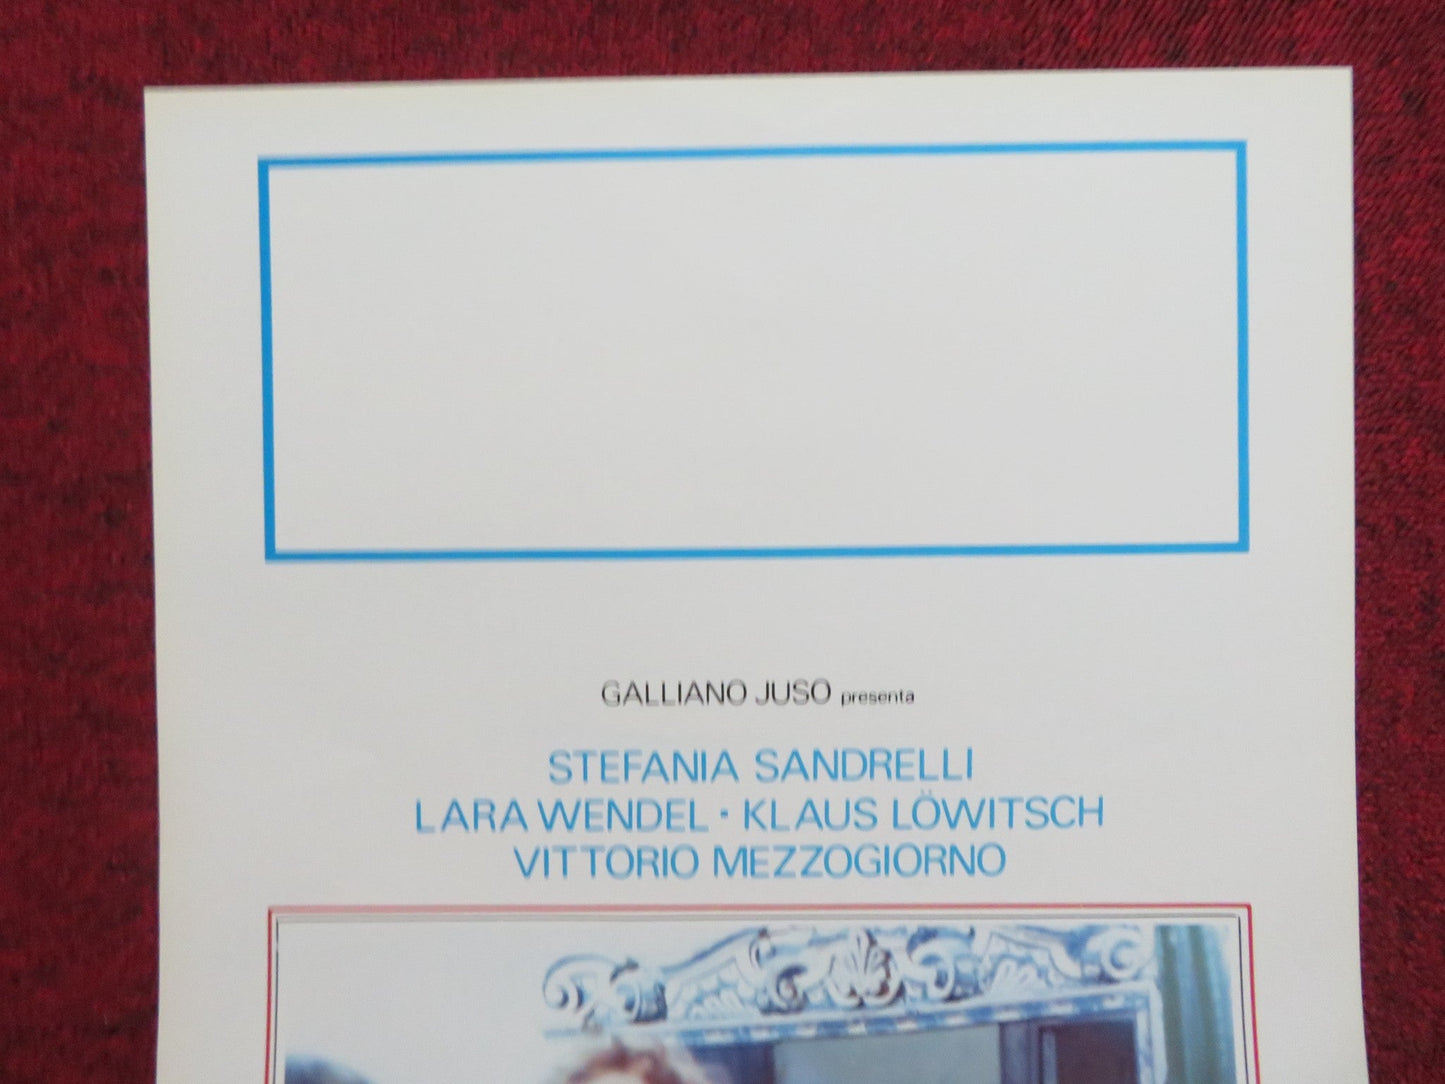 GALLIANO JUSO presenta
STEFANIA SANDRELLI
LARA WENDEL · KLAUS LÖWITSCH
VITTORIO MEZZOGIORNO